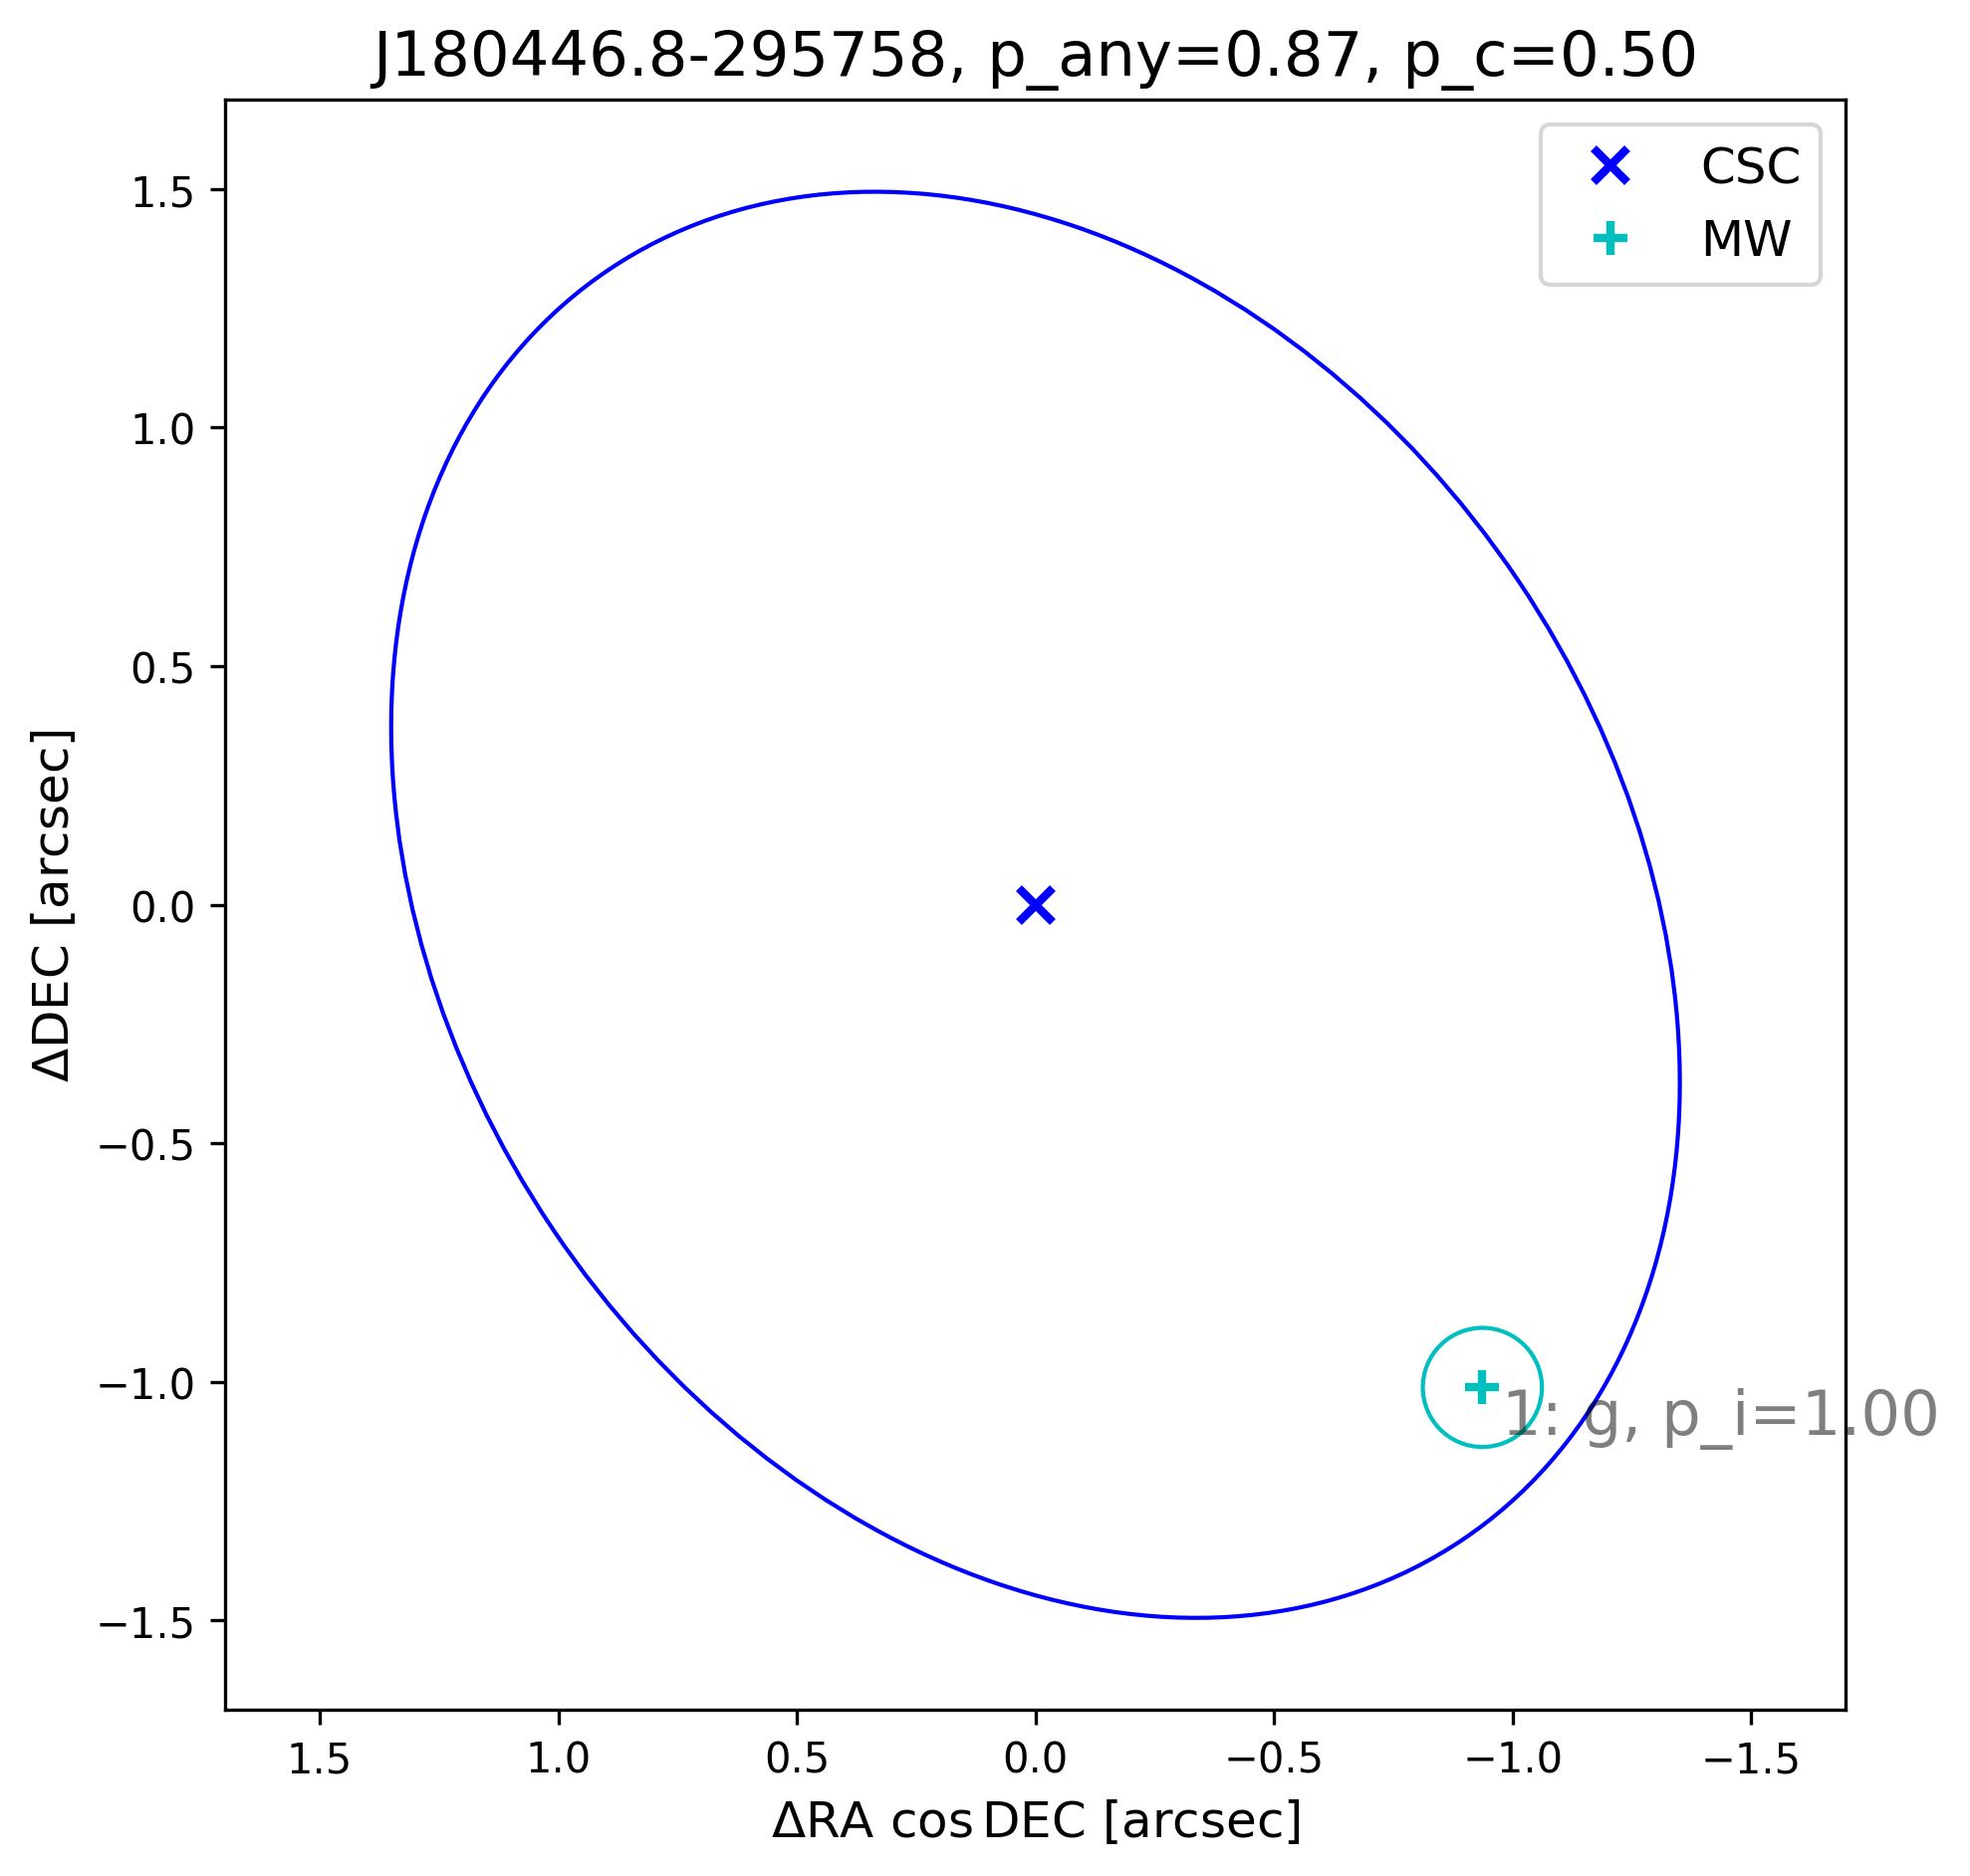 J180446.8-295758, p_any=0.87, p_c=0.50
CSC
MW
1.5
1.0
0.5
0.0
−0.5
−1.0
−1.5
ΔDEC [arcsec]
1: g, p_i=1.00
1.5 1.0 0.5 0.0 −0.5 −1.0 −1.5
ΔRA cos DEC [arcsec]